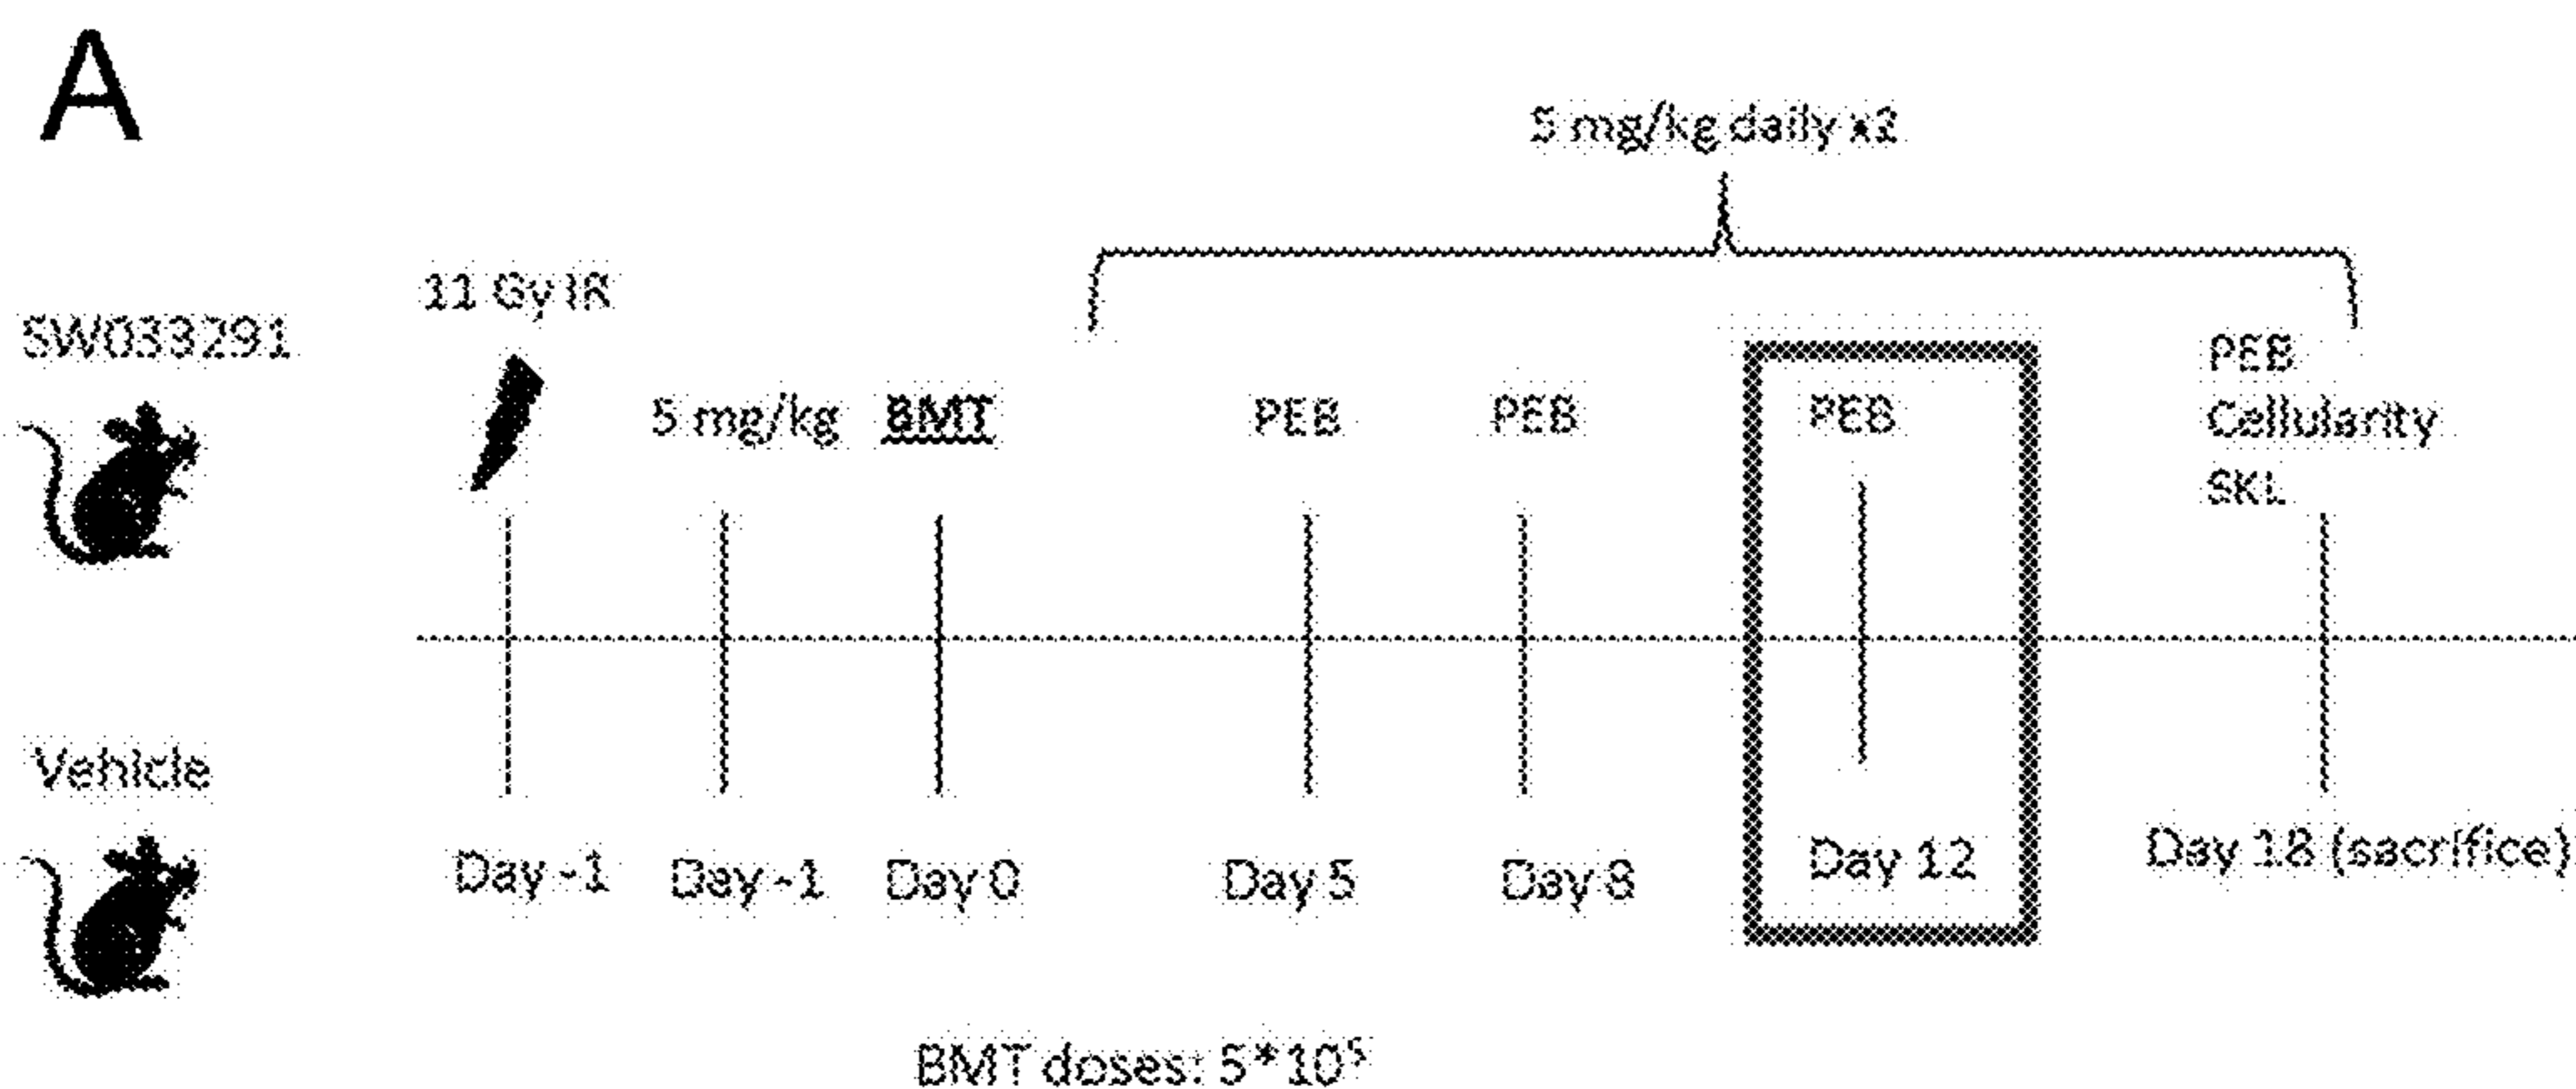 A
5 mg/kg daily x2
11 Gy IR
SW033291
5 mg/kg
BMT
PEB
PEB
PEB
PEB
Cellularity
SKL
Vehicle
Day -1
Day -1
Day 0
Day 5
Day 8
Day 12
Day 18 (sacrifice)
BMT doses: 5*10⁵